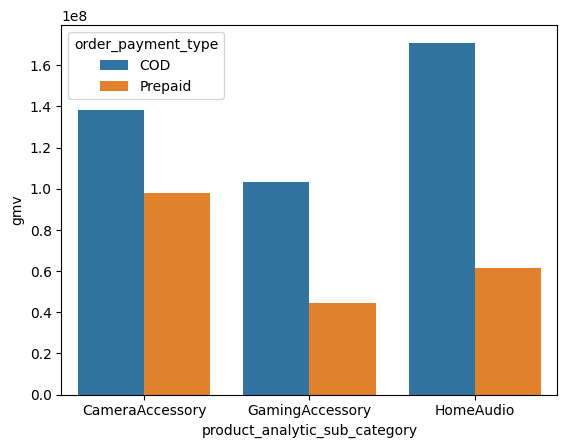 1e8
order_payment_type
COD
Prepaid
1.6
1.4
1.2
1.0
0.8
0.6
0.4
0.2
0.0
gmv
CameraAccessory GamingAccessory HomeAudio
product_analytic_sub_category